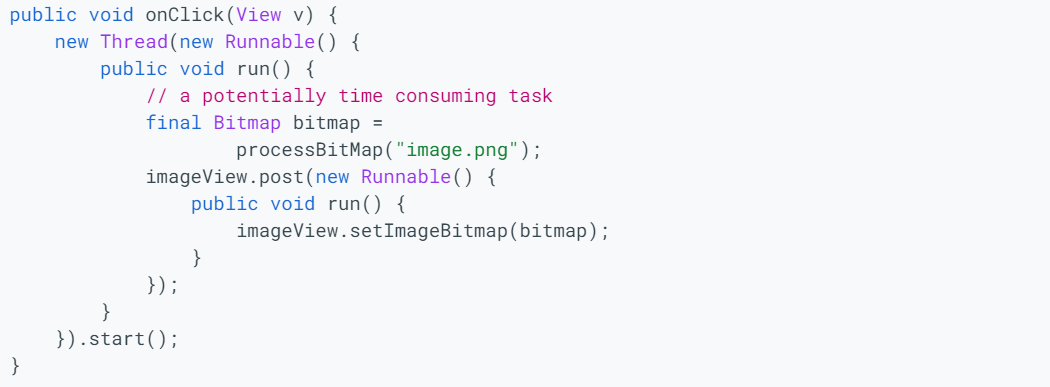 public void onClick(View v) {
    new Thread(new Runnable() {
        public void run() {
            // a potentially time consuming task
            final Bitmap bitmap =
                    processBitMap("image.png");
            imageView.post(new Runnable() {
                public void run() {
                    imageView.setImageBitmap(bitmap);
                }
            });
        }
    }).start();
}